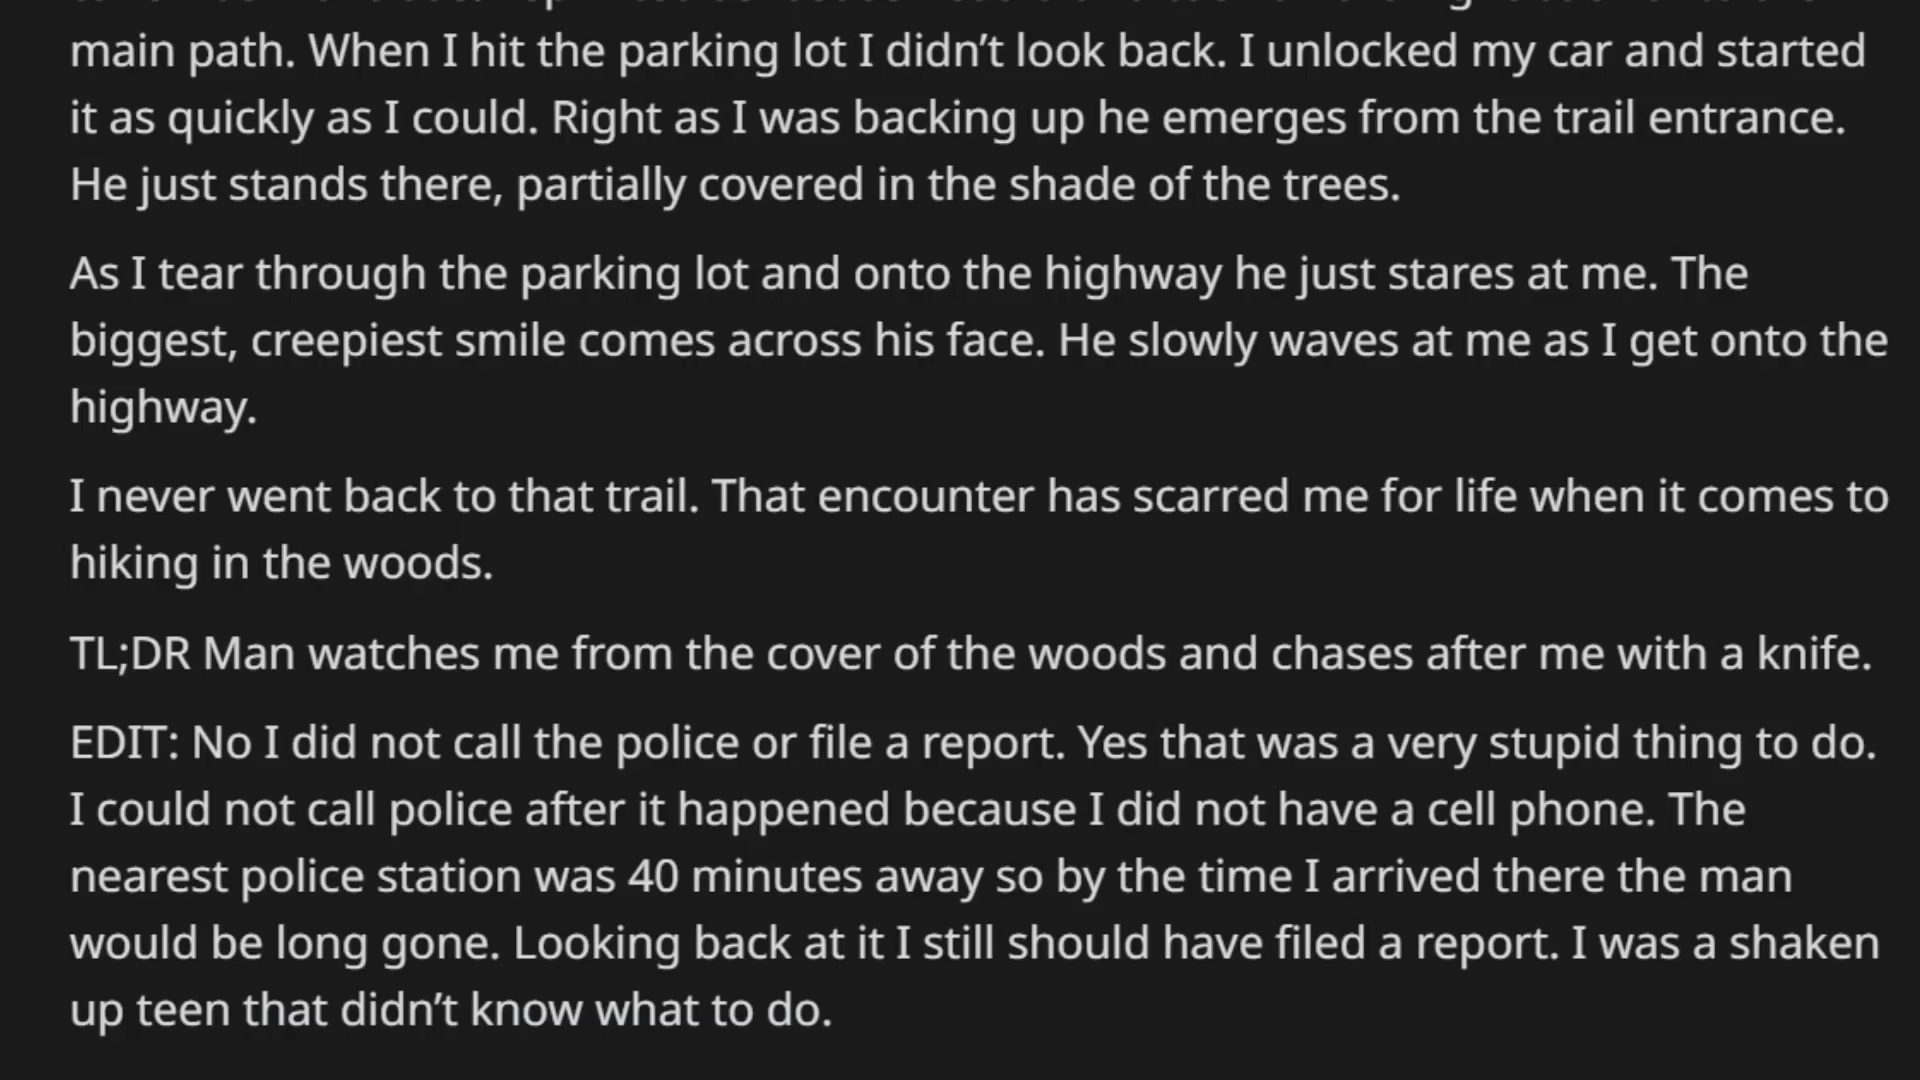 main path. When I hit the parking lot I didn’t look back. I unlocked my car and started
it as quickly as I could. Right as I was backing up he emerges from the trail entrance.
He just stands there, partially covered in the shade of the trees.
As I tear through the parking lot and onto the highway he just stares at me. The
biggest, creepiest smile comes across his face. He slowly waves at me as I get onto the
highway.
I never went back to that trail. That encounter has scarred me for life when it comes to
hiking in the woods.
TL;DR Man watches me from the cover of the woods and chases after me with a knife.
EDIT: No I did not call the police or file a report. Yes that was a very stupid thing to do.
I could not call police after it happened because I did not have a cell phone. The
nearest police station was 40 minutes away so by the time I arrived there the man
would be long gone. Looking back at it I still should have filed a report. I was a shaken
up teen that didn’t know what to do.